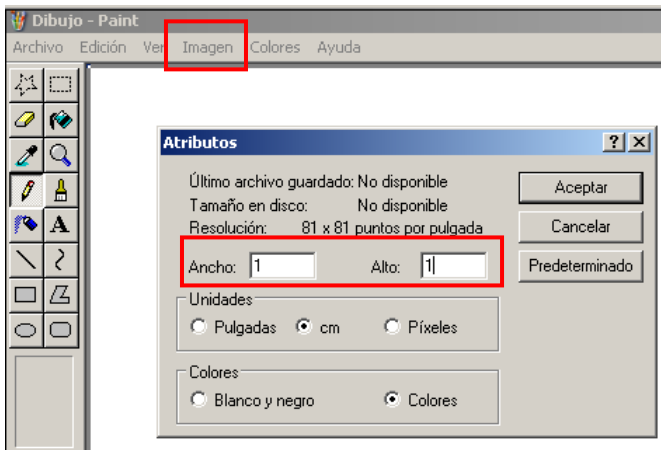 Dibujo - Paint
Archivo Edición Ver Imagen Colores Ayuda
Atributos
Último archivo guardado: No disponible
Tamaño en disco: No disponible
Resolución: 81 x 81 puntos por pulgada
Ancho: 1 Alto: 1
Unidades
Pulgadas cm Píxeles
Colores
Blanco y negro Colores
Aceptar
Cancelar
Predeterminado
A